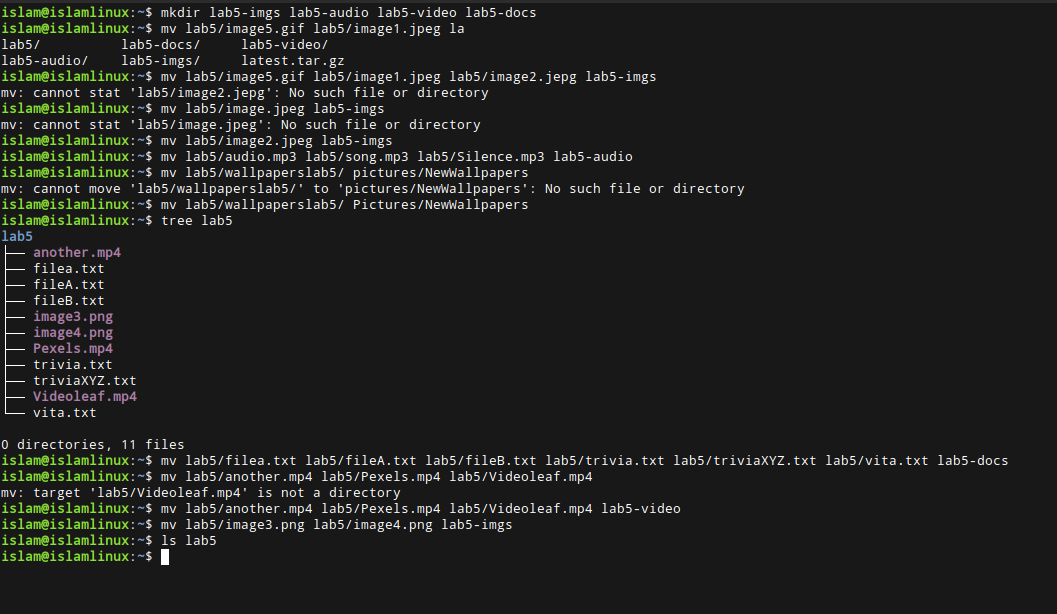 islam@islamlinux:~$ mkdir lab5-imgs lab5-audio lab5-video lab5-docs
islam@islamlinux:~$ mv lab5/image5.gif lab5/image1.jpeg la
lab5/          lab5-docs/     lab5-video/
lab5-audio/    lab5-imgs/     latest.tar.gz
islam@islamlinux:~$ mv lab5/image5.gif lab5/image1.jpeg lab5/image2.jepg lab5-imgs
mv: cannot stat 'lab5/image2.jepg': No such file or directory
islam@islamlinux:~$ mv lab5/image.jpeg lab5-imgs
mv: cannot stat 'lab5/image.jpeg': No such file or directory
islam@islamlinux:~$ mv lab5/image2.jpeg lab5-imgs
islam@islamlinux:~$ mv lab5/audio.mp3 lab5/song.mp3 lab5/Silence.mp3 lab5-audio
islam@islamlinux:~$ mv lab5/wallpaperslab5/ pictures/NewWallpapers
mv: cannot move 'lab5/wallpaperslab5/' to 'pictures/NewWallpapers': No such file or directory
islam@islamlinux:~$ mv lab5/wallpaperslab5/ Pictures/NewWallpapers
islam@islamlinux:~$ tree lab5
lab5
├── another.mp4
├── filea.txt
├── fileA.txt
├── fileB.txt
├── image3.png
├── image4.png
├── Pexels.mp4
├── trivia.txt
├── triviaXYZ.txt
├── Videoleaf.mp4
└── vita.txt
0 directories, 11 files
islam@islamlinux:~$ mv lab5/filea.txt lab5/fileA.txt lab5/fileB.txt lab5/trivia.txt lab5/triviaXYZ.txt lab5/vita.txt lab5-docs
islam@islamlinux:~$ mv lab5/another.mp4 lab5/Pexels.mp4 lab5/Videoleaf.mp4
mv: target 'lab5/Videoleaf.mp4' is not a directory
islam@islamlinux:~$ mv lab5/another.mp4 lab5/Pexels.mp4 lab5/Videoleaf.mp4 lab5-video
islam@islamlinux:~$ mv lab5/image3.png lab5/image4.png lab5-imgs
islam@islamlinux:~$ ls lab5
islam@islamlinux:~$